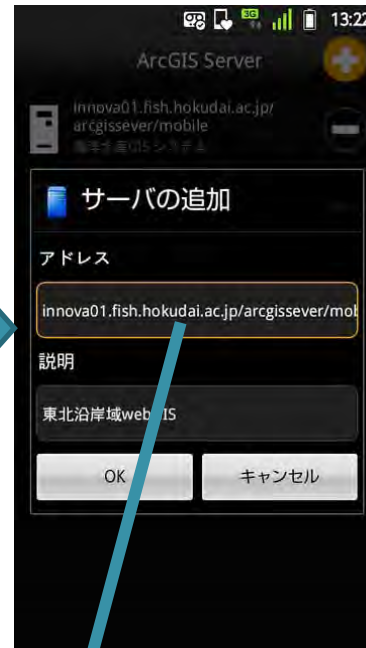 3G 13:22
ArcGIS Server
innova01.fish.hokudai.ac.jp/
arcgissever/mobile
サーバの追加
アドレス
innova01.fish.hokudai.ac.jp/arcgissever/mob
説明
東北沿岸域web IS
OK キャンセル